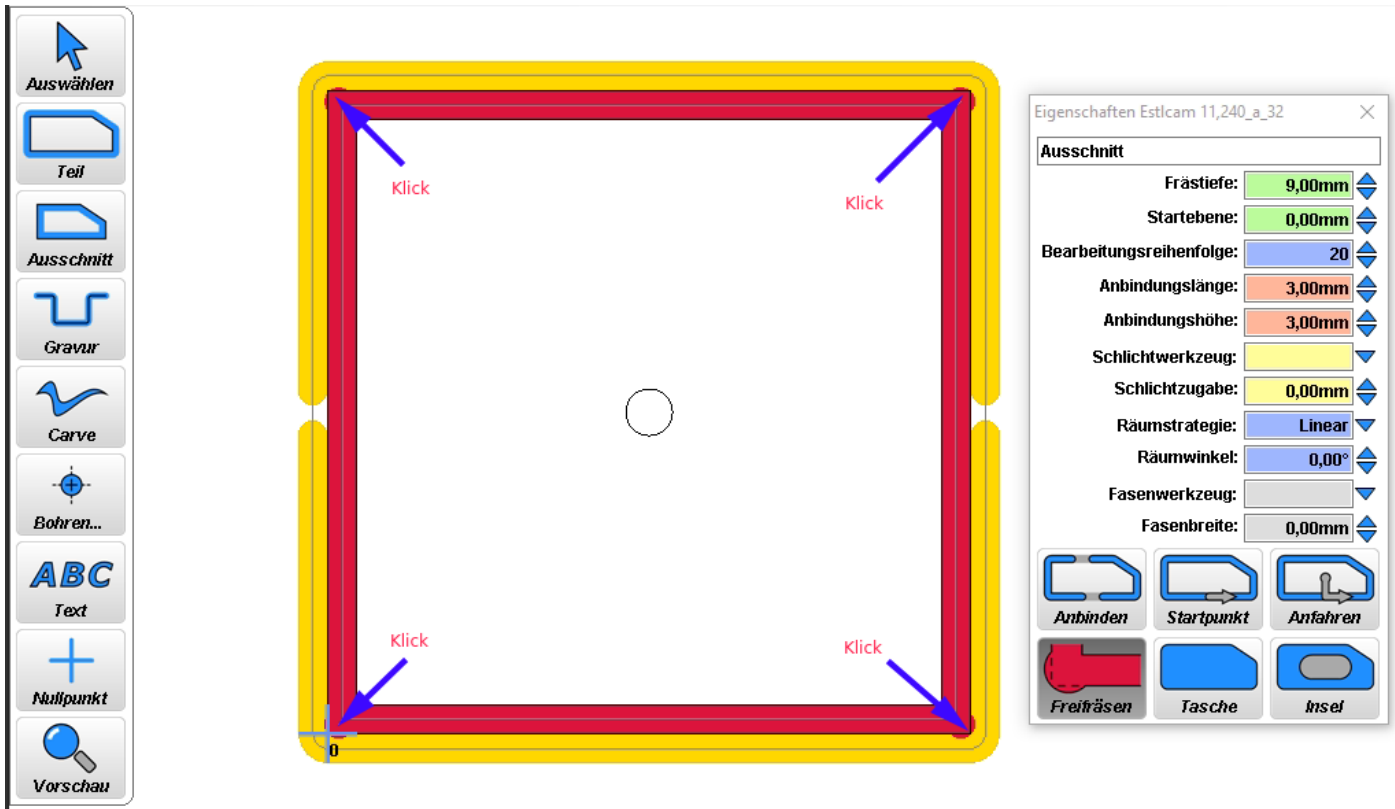 Auswählen
Teil
Ausschnitt
Gravur
Carve
Bohren...
ABC
Text
Nullpunkt
Vorschau
Klick
Klick
Klick
Klick
0
Eigenschaften Estlcam 11,240_a_32
Ausschnitt
Frästiefe: 9,00mm
Startebene: 0,00mm
Bearbeitungsreihenfolge: 20
Anbindungslänge: 3,00mm
Anbindungshöhe: 3,00mm
Schlichtwerkzeug:
Schlichtzugabe: 0,00mm
Räumstrategie: Linear
Räumwinkel: 0,00°
Fasenwerkzeug:
Fasenbreite: 0,00mm
Anbinden Startpunkt Anfahren
Freifräsen Tasche Insel